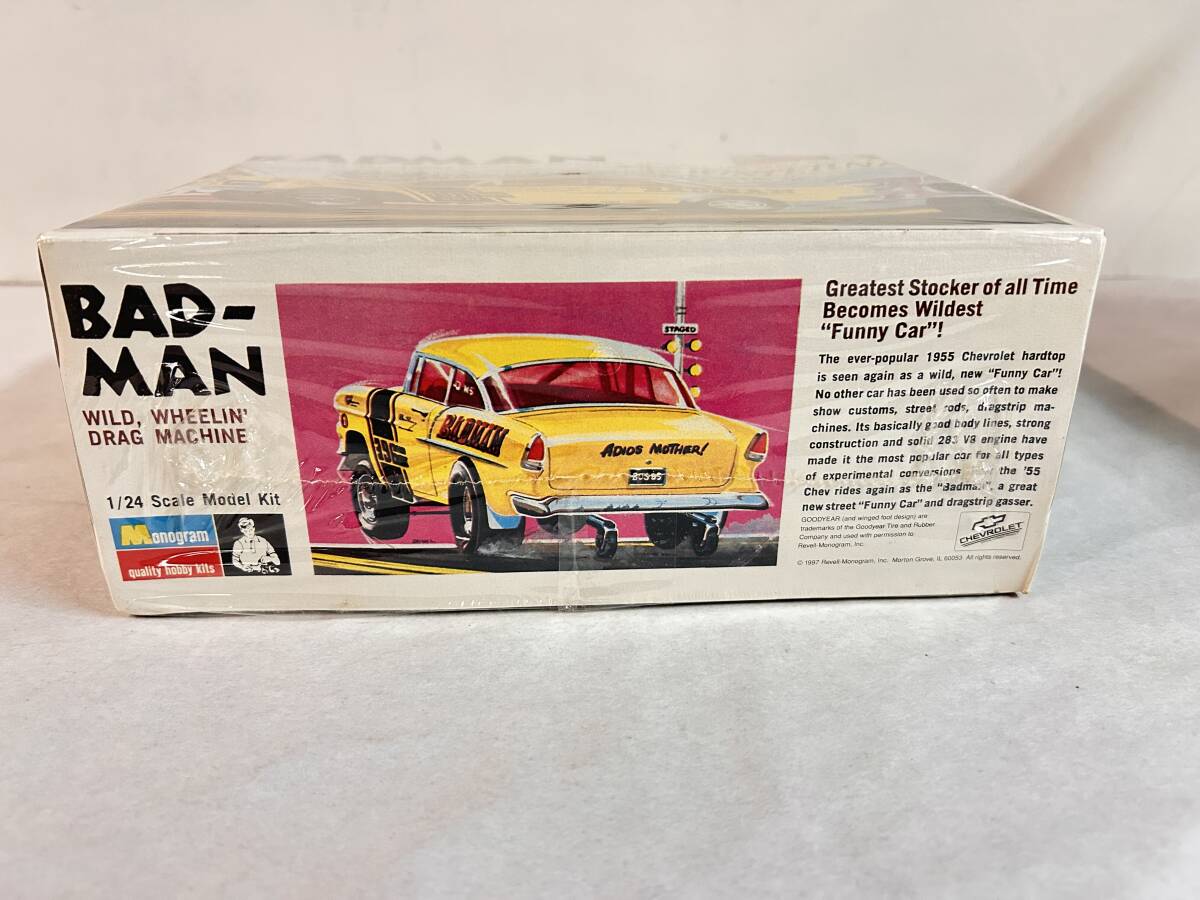 BAD-
MAN
WILD, WHEELIN'
DRAG MACHINE
1/24 Scale Model Kit
Monogram
quality hobby kits
STAGED
BADMAN
ADIOS MOTHER!
Greatest Stocker of all Time
Becomes Wildest
"Funny Car"!
The ever-popular 1955 Chevrolet hardtop
is seen again as a wild, new "Funny Car"!
No other car has been used so often to make
show customs, street rods, dragstrip ma-
chines. Its basically good body lines, strong
construction and solid 283 V8 engine have
made it the most popular car for all types
of experimental conversions the '55
Chev rides again as the "Badman", a great
new street "Funny Car" and dragstrip gasser.
GOODYEAR (and winged foot design) are
trademarks of the Goodyear Tire and Rubber
Company and used with permission to
Revell-Monogram, Inc.
CHEVROLET
© 1997 Revell-Monogram, Inc. Morton Grove, IL 60053 All rights reserved.